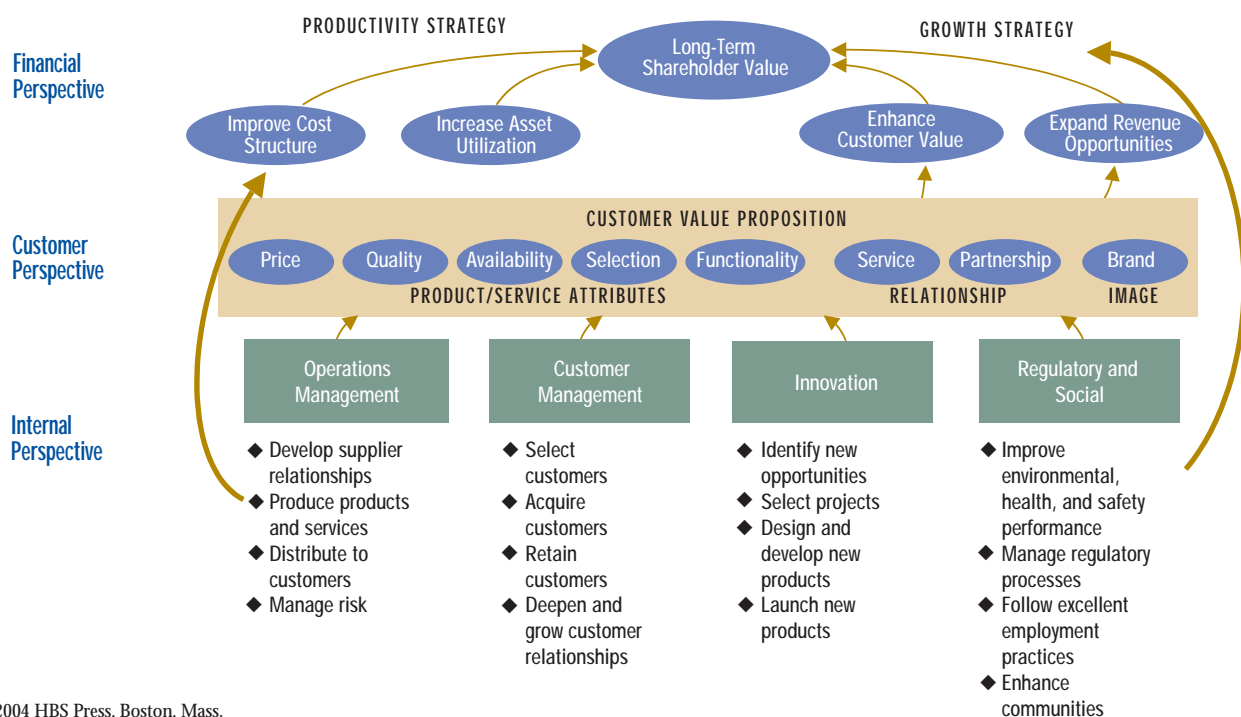 PRODUCTIVITY STRATEGY
GROWTH STRATEGY
Financial
Perspective
Long-Term
Shareholder Value
Improve Cost
Structure
Increase Asset
Utilization
Enhance
Customer Value
Expand Revenue
Opportunities
Customer
Perspective
CUSTOMER VALUE PROPOSITION
Price
Quality
Availability
Selection
Functionality
Service
Partnership
Brand
PRODUCT/SERVICE ATTRIBUTES
RELATIONSHIP
IMAGE
Internal
Perspective
Operations
Management
◆ Develop supplier
relationships
◆ Produce products
and services
◆ Distribute to
customers
◆ Manage risk
Customer
Management
◆ Select
customers
◆ Acquire
customers
◆ Retain
customers
◆ Deepen and
grow customer
relationships
Innovation
◆ Identify new
opportunities
◆ Select projects
◆ Design and
develop new
products
◆ Launch new
products
Regulatory and
Social
◆ Improve
environmental,
health, and safety
performance
◆ Manage regulatory
processes
◆ Follow excellent
employment
practices
◆ Enhance
communities
2004 HBS Press, Boston, Mass.